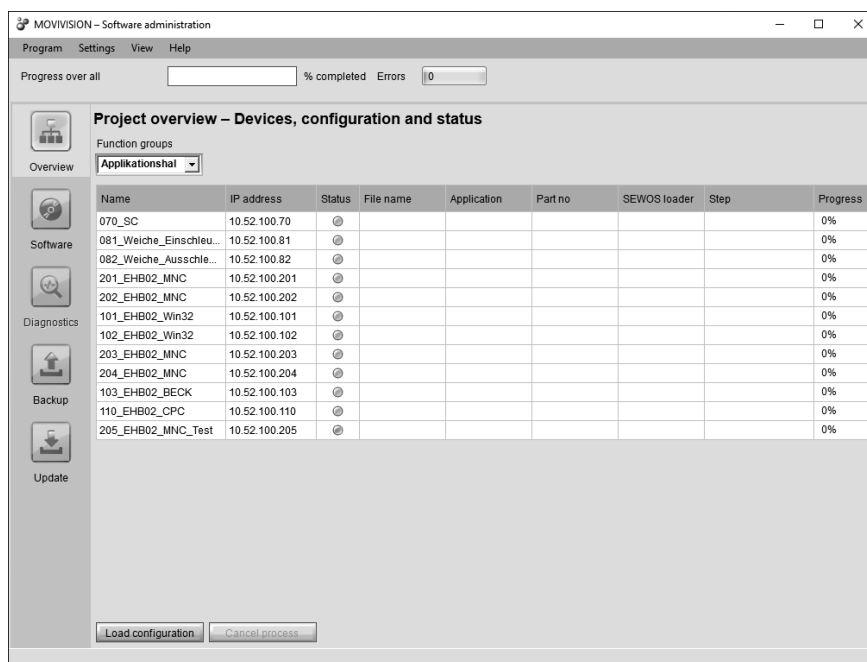 MOVIVISION – Software administration
Program Settings View Help
Progress over all % completed Errors 0
Project overview – Devices, configuration and status
Function groups
Applikationshal
Overview
Software
Diagnostics
Backup
Update
Name IP address Status File name Application Part no SEWOS loader Step Progress
070_SC 10.52.100.70 0%
081_Weiche_Einschleu... 10.52.100.81 0%
082_Weiche_Ausschle... 10.52.100.82 0%
201_EHB02_MNC 10.52.100.201 0%
202_EHB02_MNC 10.52.100.202 0%
101_EHB02_Win32 10.52.100.101 0%
102_EHB02_Win32 10.52.100.102 0%
203_EHB02_MNC 10.52.100.203 0%
204_EHB02_MNC 10.52.100.204 0%
103_EHB02_BECK 10.52.100.103 0%
110_EHB02_CPC 10.52.100.110 0%
205_EHB02_MNC_Test 10.52.100.205 0%
Load configuration Cancel process